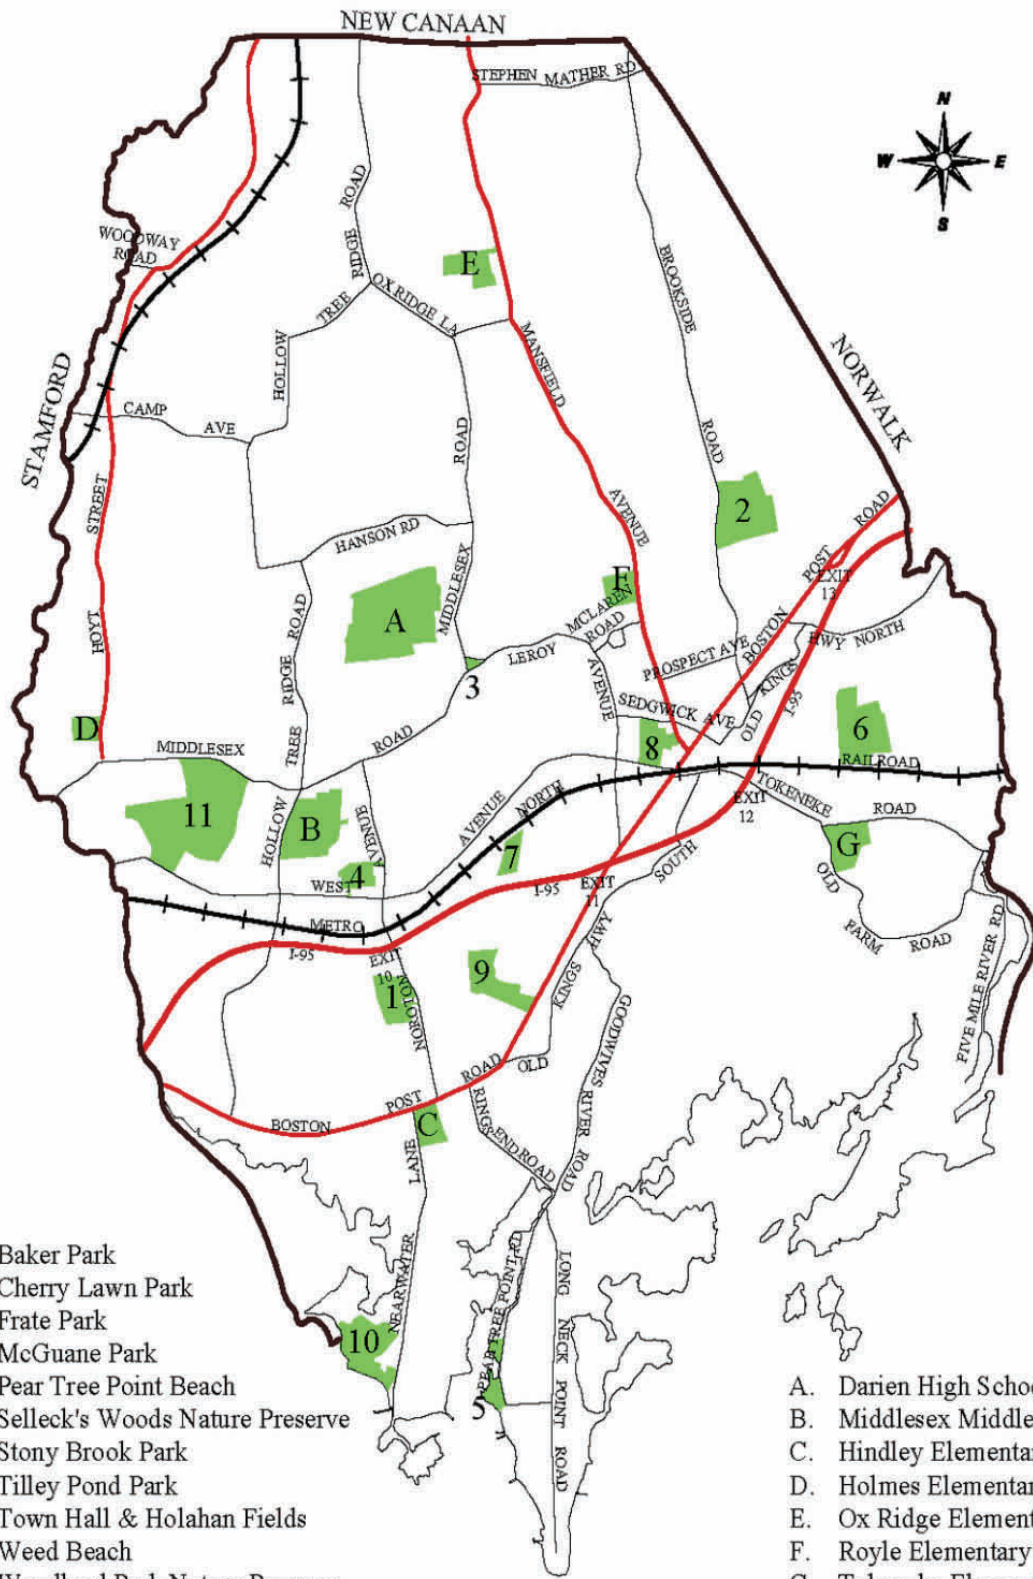 NEW CANAAN
STEPHEN MATHER RD
N
W E
S
WOODWAY
ROAD
RIDGE ROAD
E
OX RIDGE LA
TREE
HOLLOW
BROOKSIDE
MANSFIELD
NORWALK
STAMFORD
CAMP
AVE
ROAD
ROAD
STREET
AVENUE
2
ROAD
HANSON RD
POST
EXIT
13
F
A
MIDDLESEX
MCLAREN
ROAD
BOSTON
HWY NORTH
HOYT
ROAD
LEROY
PROSPECT AVE
KINGS
3
RIDGE
AVENUE
SEDGWICK AVE
OLD
I-95
D
TREE
ROAD
8
6
MIDDLESEX
RAILROAD
TOKENEKE
ROAD
EXIT
12
11
HOLLOW
B
AVENUE
AVENUE
NORTH
7
G
SOUTH
OLD
4
WEST
I-95
EXIT
11
FARM
ROAD
METRO
HWY
I-95
EXIT
10
9
KINGS
1
NOROTON
GOODWIVES RIVER ROAD
FIVE MILE RIVER RD
OLD
ROAD
POST
BOSTON
C
RINGS END ROAD
LANE
NEARWATER
PEAR TREE POINT RD
LONG NECK POINT ROAD
10
5
Baker Park
Cherry Lawn Park
Frate Park
McGuane Park
Pear Tree Point Beach
Selleck's Woods Nature Preserve
Stony Brook Park
Tilley Pond Park
Town Hall & Holahan Fields
Weed Beach
A. Darien High Schoo
B. Middlesex Middle
C. Hindley Elementar
D. Holmes Elementar
E. Ox Ridge Element
F. Royle Elementary